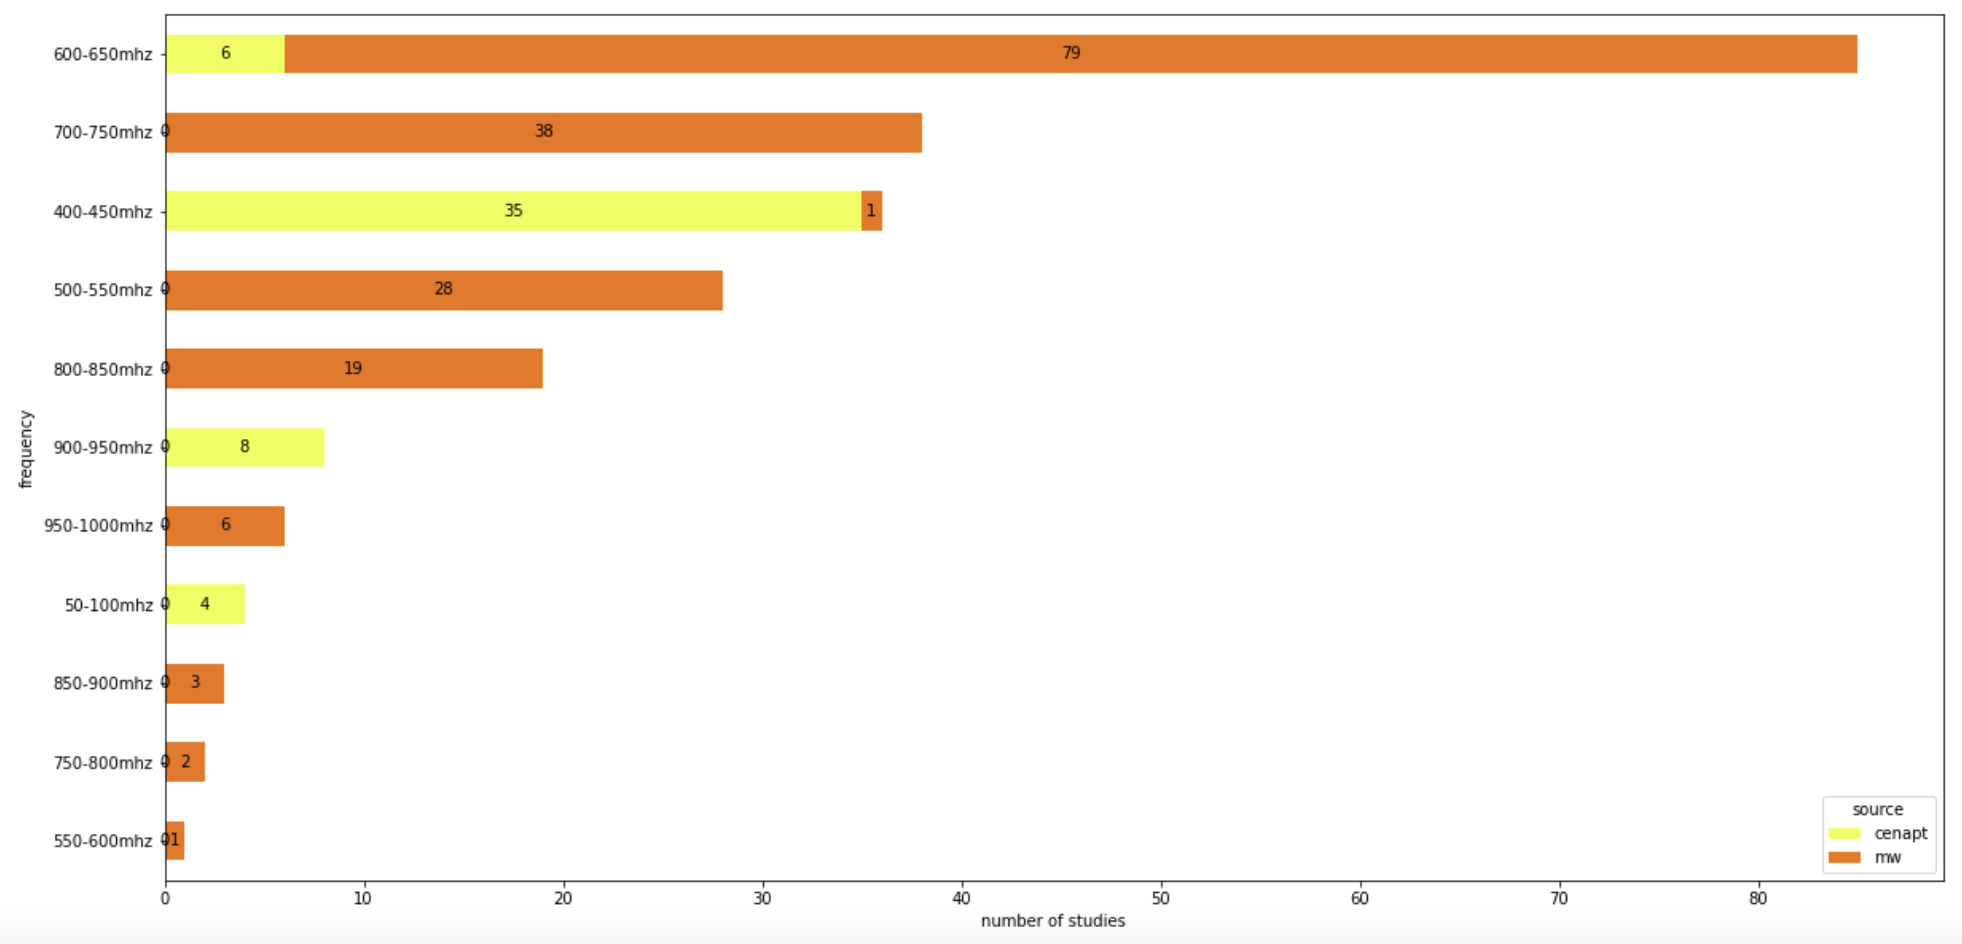 600-650mhz 6 79
700-750mhz 0 38
400-450mhz 35 1
500-550mhz 0 28
800-850mhz 0 19
900-950mhz 0 8
950-1000mhz 0 6
50-100mhz 0 4
850-900mhz 0 3
750-800mhz 0 2
550-600mhz 0 1
frequency
source
cenapt
mw
0 10 20 30 40 50 60 70 80
number of studies